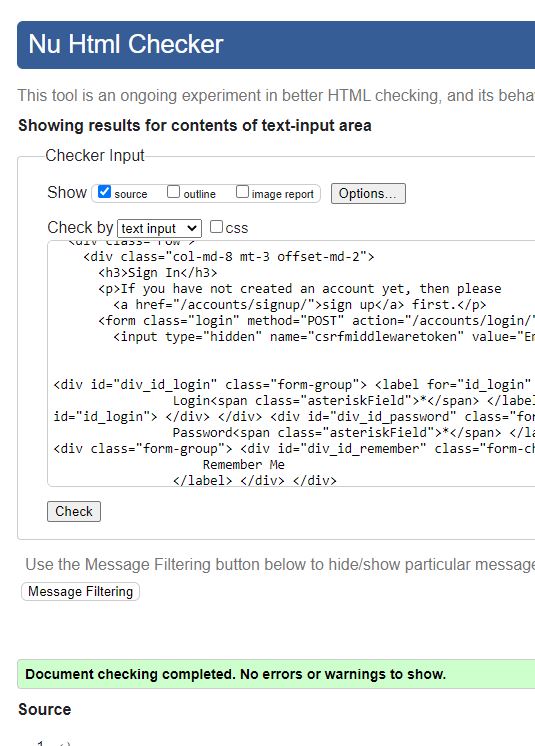 Nu Html Checker
This tool is an ongoing experiment in better HTML checking, and its beha
Showing results for contents of text-input area
Checker Input
Show source outline image report Options...
Check by text input css
<div class="row">
<div class="col-md-8 mt-3 offset-md-2">
<h3>Sign In</h3>
<p>If you have not created an account yet, then please
<a href="/accounts/signup/">sign up</a> first.</p>
<form class="login" method="POST" action="/accounts/login/"
<input type="hidden" name="csrfmiddlewaretoken" value="E
<div id="div_id_login" class="form-group"> <label for="id_login"
Login<span class="asteriskField">*</span> </label
id="id_login"> </div> </div> <div id="div_id_password" class="for
Password<span class="asteriskField">*</span> </la
<div class="form-group"> <div id="div_id_remember" class="form-ch
Remember Me
</label> </div> </div>
Check
Use the Message Filtering button below to hide/show particular message
Message Filtering
Document checking completed. No errors or warnings to show.
Source